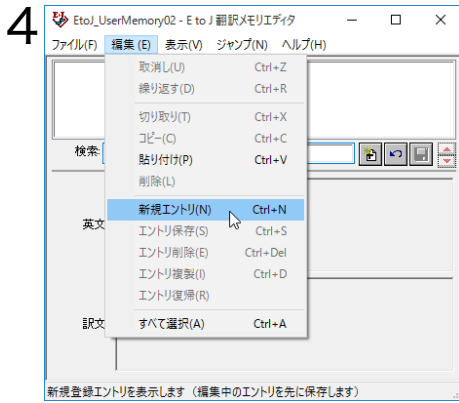 4
EtoJ_UserMemory02 - E to J 翻訳メモリエディタ
ファイル(F) 編集(E) 表示(V) ジャンプ(N) ヘルプ(H)
取消し(U) Ctrl+Z
繰り返す(D) Ctrl+R
切り取り(T) Ctrl+X
コピー(C) Ctrl+C
検索:
貼り付け(P) Ctrl+V
削除(L)
新規エントリ(N) Ctrl+N
英文
エントリ保存(S) Ctrl+S
エントリ削除(E) Ctrl+Del
エントリ複製(I) Ctrl+D
エントリ復帰(R)
訳文
すべて選択(A) Ctrl+A
新規登録エントリを表示します（編集中のエントリを先に保存します）